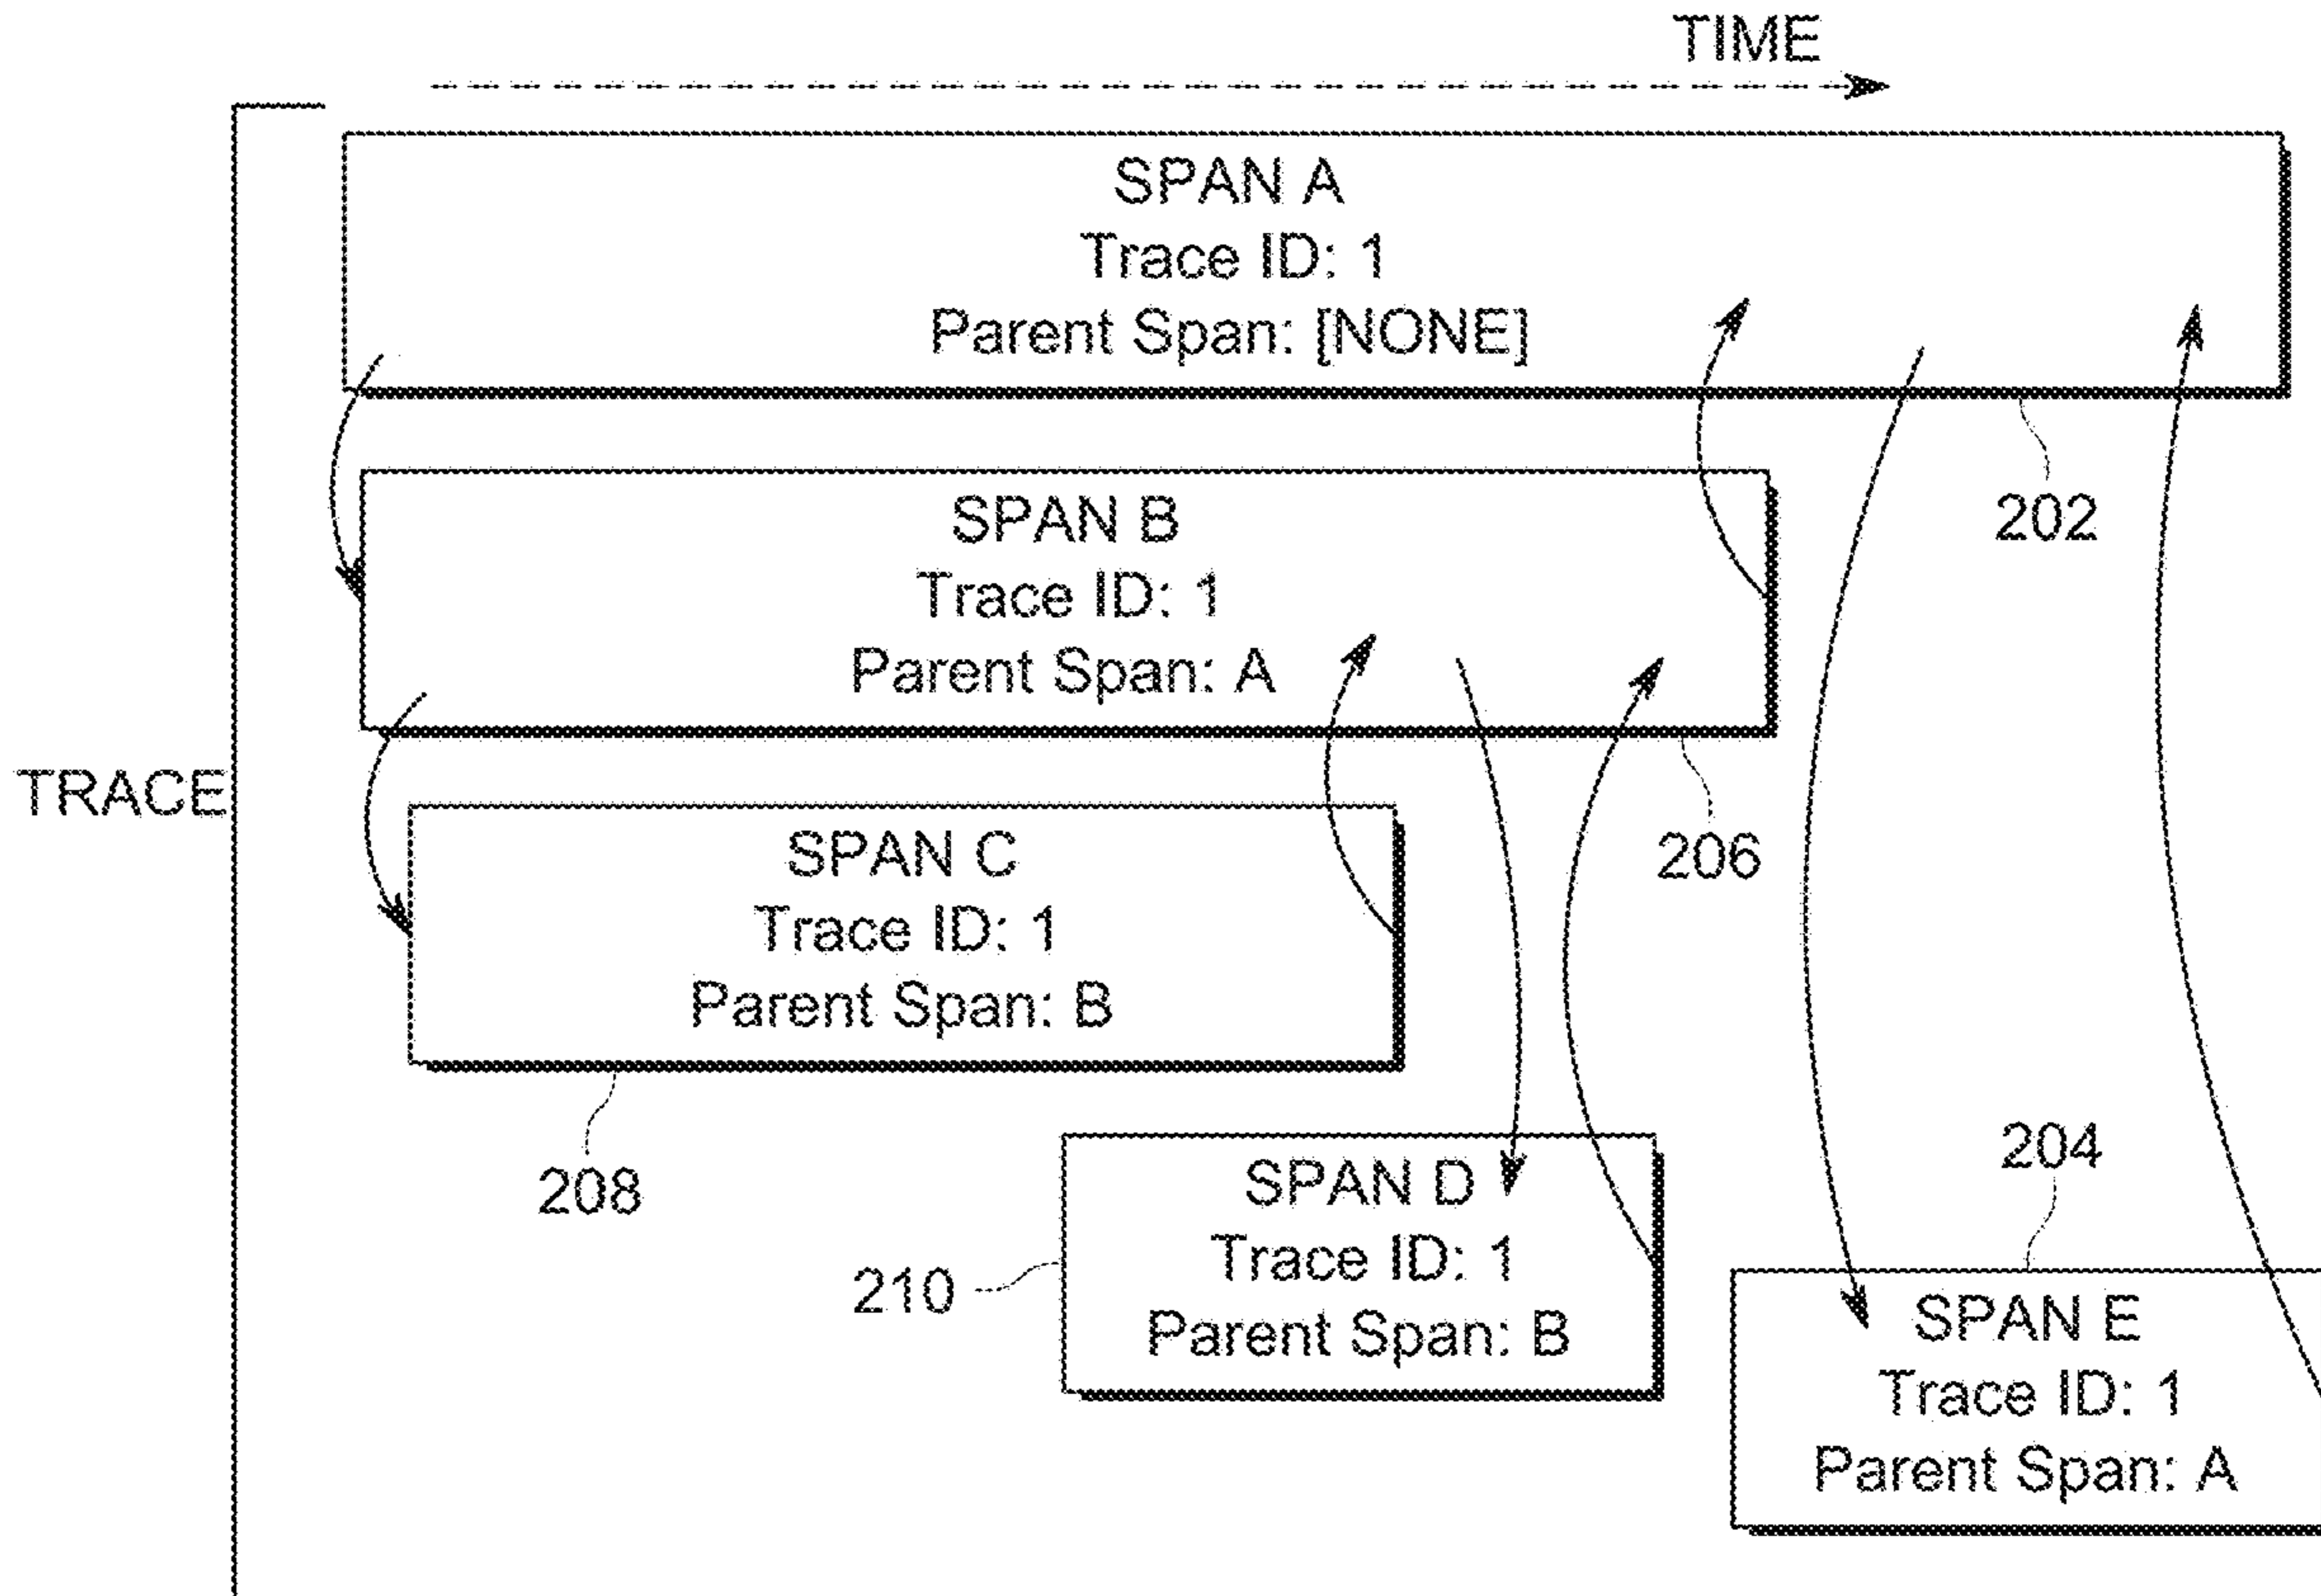 TIME
SPAN A
Trace ID: 1
Parent Span: [NONE]
202
SPAN B
Trace ID: 1
Parent Span: A
206
TRACE
SPAN C
Trace ID: 1
Parent Span: B
208
SPAN D
Trace ID: 1
Parent Span: B
210
204
SPAN E
Trace ID: 1
Parent Span: A